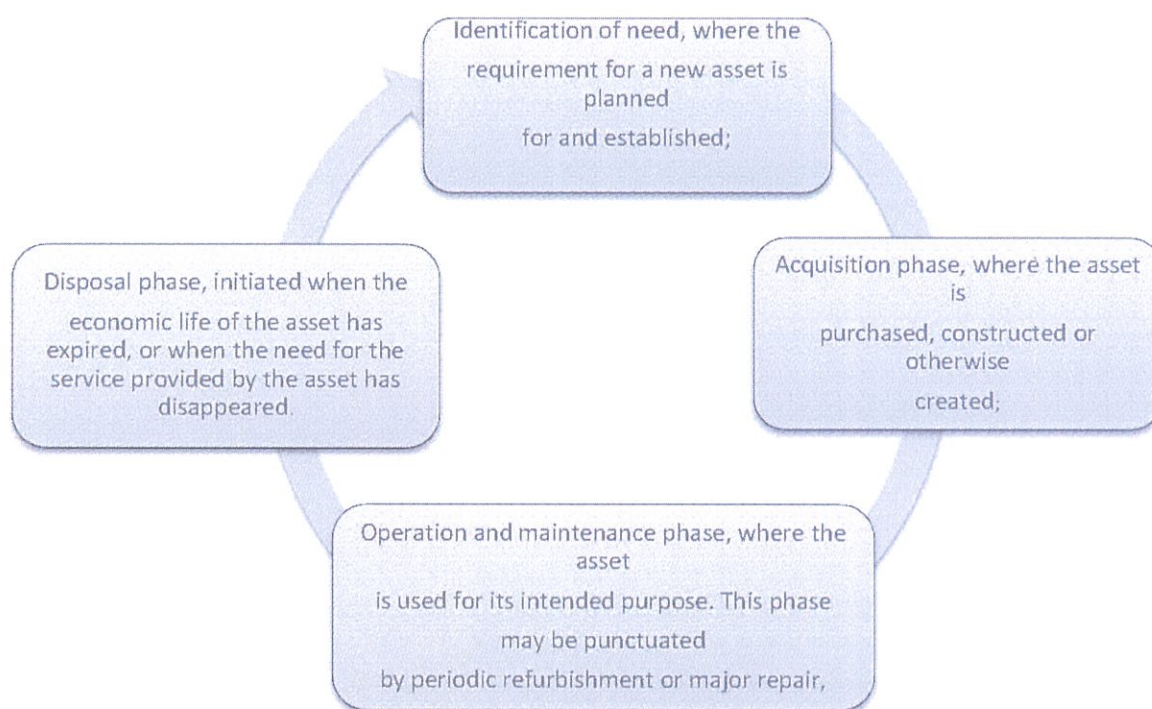 Identification of need, where the
requirement for a new asset is
planned
for and established;
Acquisition phase, where the asset
is
purchased, constructed or
otherwise
created;
Operation and maintenance phase, where the
asset
is used for its intended purpose. This phase
may be punctuated
by periodic refurbishment or major repair,
Disposal phase, initiated when the
economic life of the asset has
expired, or when the need for the
service provided by the asset has
disappeared.